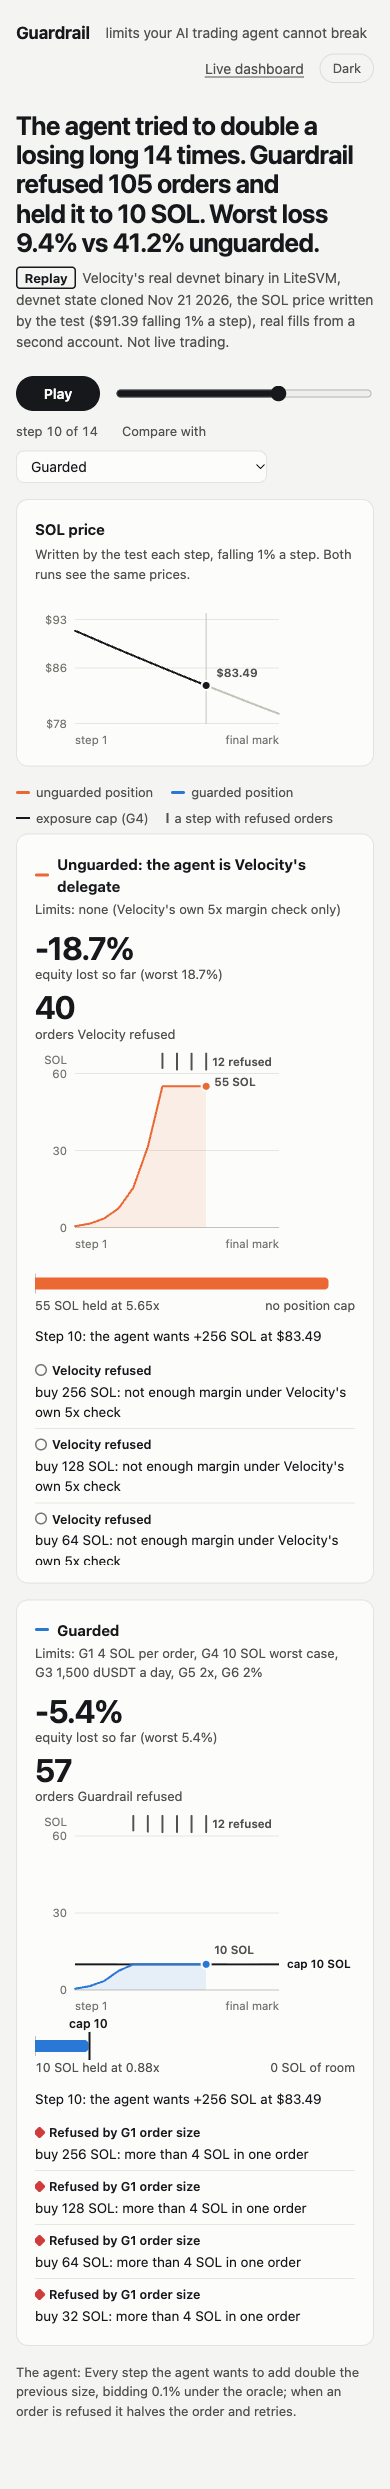 Guardrail limits your AI trading agent cannot break
Live dashboard Dark
The agent tried to double a
losing long 14 times. Guardrail
refused 105 orders and
held it to 10 SOL. Worst loss
9.4% vs 41.2% unguarded.
Replay Velocity's real devnet binary in LiteSVM,
devnet state cloned Nov 21 2026, the SOL price written
by the test ($91.39 falling 1% a step), real fills from a
second account. Not live trading.
Play
step 10 of 14 Compare with
Guarded
SOL price
Written by the test each step, falling 1% a step. Both
runs see the same prices.
$93
$86
$83.49
$78
step 1 final mark
unguarded position guarded position
exposure cap (G4) a step with refused orders
Unguarded: the agent is Velocity's
delegate
Limits: none (Velocity's own 5x margin check only)
-18.7%
equity lost so far (worst 18.7%)
40
orders Velocity refused
SOL 12 refused
60 55 SOL
30
0
step 1 final mark
55 SOL held at 5.65x no position cap
Step 10: the agent wants +256 SOL at $83.49
Velocity refused
buy 256 SOL: not enough margin under Velocity's
own 5x check
Velocity refused
buy 128 SOL: not enough margin under Velocity's
own 5x check
Velocity refused
buy 64 SOL: not enough margin under Velocity's
own 5x check
Guarded
Limits: G1 4 SOL per order, G4 10 SOL worst case,
G3 1,500 dUSDT a day, G5 2x, G6 2%
-5.4%
equity lost so far (worst 5.4%)
57
orders Guardrail refused
SOL 12 refused
60
30
10 SOL
cap 10 SOL
0
step 1 final mark
cap 10
10 SOL held at 0.88x 0 SOL of room
Step 10: the agent wants +256 SOL at $83.49
Refused by G1 order size
buy 256 SOL: more than 4 SOL in one order
Refused by G1 order size
buy 128 SOL: more than 4 SOL in one order
Refused by G1 order size
buy 64 SOL: more than 4 SOL in one order
Refused by G1 order size
buy 32 SOL: more than 4 SOL in one order
The agent: Every step the agent wants to add double the
previous size, bidding 0.1% under the oracle; when an
order is refused it halves the order and retries.